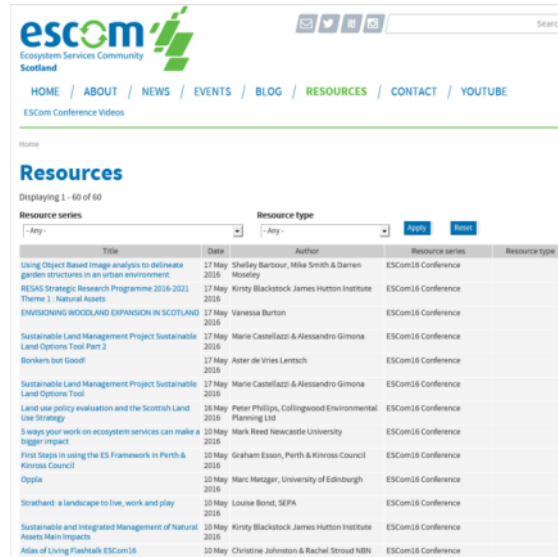 escom
Ecosystem Services Community
Scotland
Searc
HOME / ABOUT / NEWS / EVENTS / BLOG / RESOURCES / CONTACT / YOUTUBE
ESCom Conference Videos
Home
Resources
Displaying 1 - 60 of 60
Resource series Resource type
- Any - - Any - Apply Reset
Title Date Author Resource series Resource type
Using Object Based Image analysis to delineate 17 May Shelley Barbour, Mike Smith & Darren ESCom16 Conference
garden structures in an urban environment 2016 Moseley
RESAS Strategic Research Programme 2016-2021 17 May Kirsty Blackstock James Hutton Institute ESCom16 Conference
Theme 1 : Natural Assets 2016
ENVISIONING WOODLAND EXPANSION IN SCOTLAND 17 May Vanessa Burton ESCom16 Conference
2016
Sustainable Land Management Project Sustainable 17 May Marie Castellazzi & Alessandro Gimona ESCom16 Conference
Land Options Tool Part 2 2016
Bonkers but Good! 17 May Aster de Vries Lentsch ESCom16 Conference
2016
Sustainable Land Management Project Sustainable 17 May Marie Castellazzi & Alessandro Gimona ESCom16 Conference
Land Options Tool 2016
Land use policy evaluation and the Scottish Land 16 May Peter Phillips, Collingwood Environmental ESCom16 Conference
Use Strategy 2016 Planning Ltd
5 ways your work on ecosystem services can make a 10 May Mark Reed Newcastle University ESCom16 Conference
bigger impact 2016
First Steps in using the ES Framework in Perth & 10 May Graham Esson, Perth & Kinross Council ESCom16 Conference
Kinross Council 2016
Oppla 10 May Marc Metzger, University of Edinburgh ESCom16 Conference
2016
Strathard: a landscape to live, work and play 10 May Louise Bond, SEPA ESCom16 Conference
2016
Sustainable and Integrated Management of Natural 10 May Kirsty Blackstock James Hutton Institute ESCom16 Conference
Assets Main Impacts 2016
Atlas of Living Flashtalk ESCom16 10 May Christine Johnston & Rachel Stroud NBN ESCom16 Conference